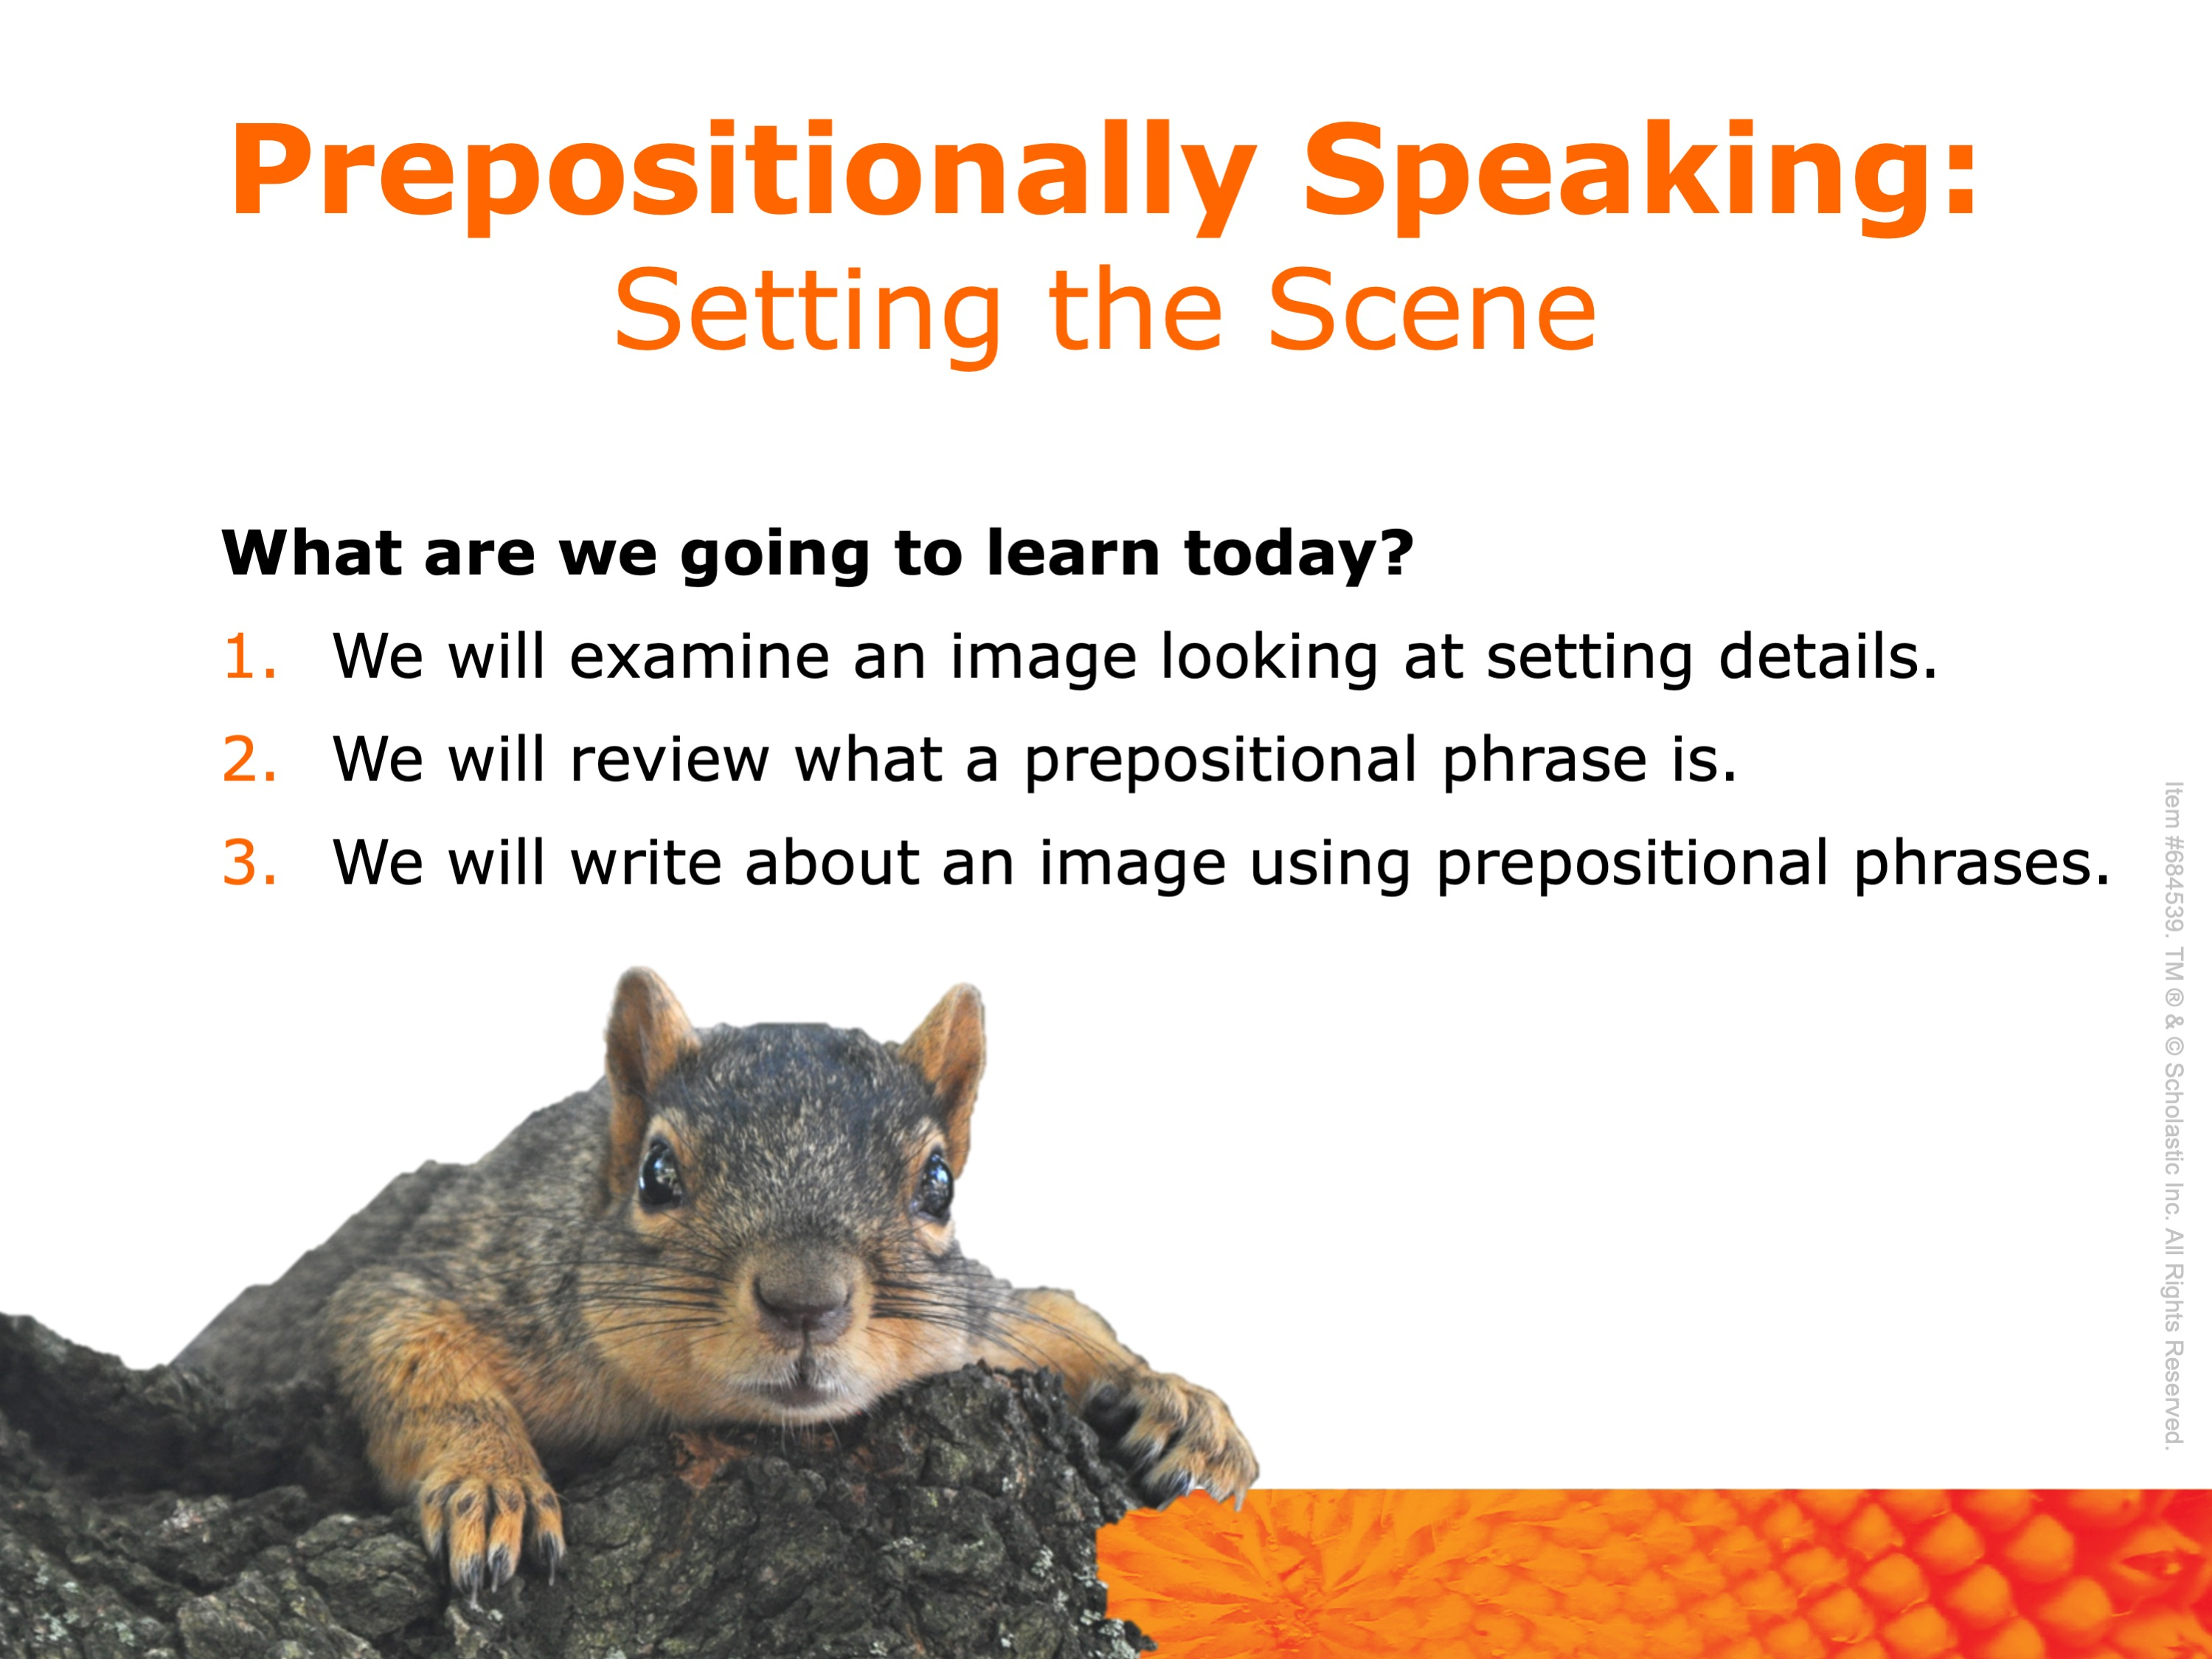 Prepositionally Speaking:
Setting the Scene
What are we going to learn today?
1. We will examine an image looking at setting details.
2. We will review what a prepositional phrase is.
3. We will write about an image using prepositional phrases.
Item #684539. TM ® & © Scholastic Inc. All Rights Reserved.